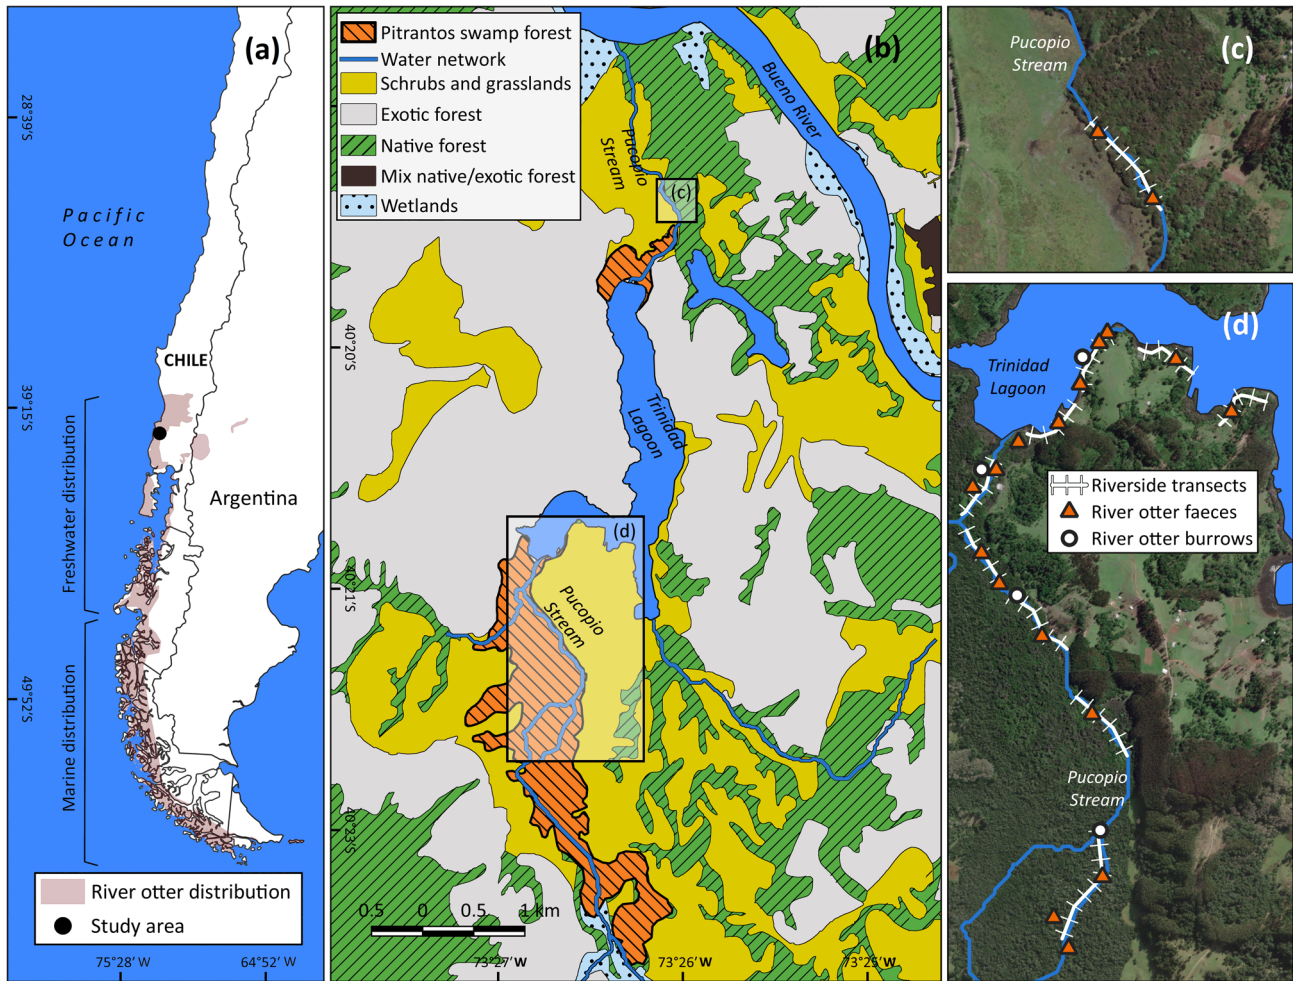 (a)
28°39'S
Pacific
Ocean
CHILE
39°15'S
Argentina
Freshwater distribution
49°52'S
Marine distribution
River otter distribution
Study area
75°28' W
64°52' W
Pitrantos swamp forest
Water network
Schrubs and grasslands
Exotic forest
Native forest
Mix native/exotic forest
Wetlands
(b)
Bueno River
Pucopio
Stream
(c)
40°20'S
Trinidad
Lagoon
(d)
40°21'S
Pucopio
Stream
40°23'S
0.5 0 0.5 1 km
73°27'W
73°26'W
73°25'W
Pucopio
Stream
(c)
(d)
Trinidad
Lagoon
Riverside transects
River otter faeces
River otter burrows
Pucopio
Stream